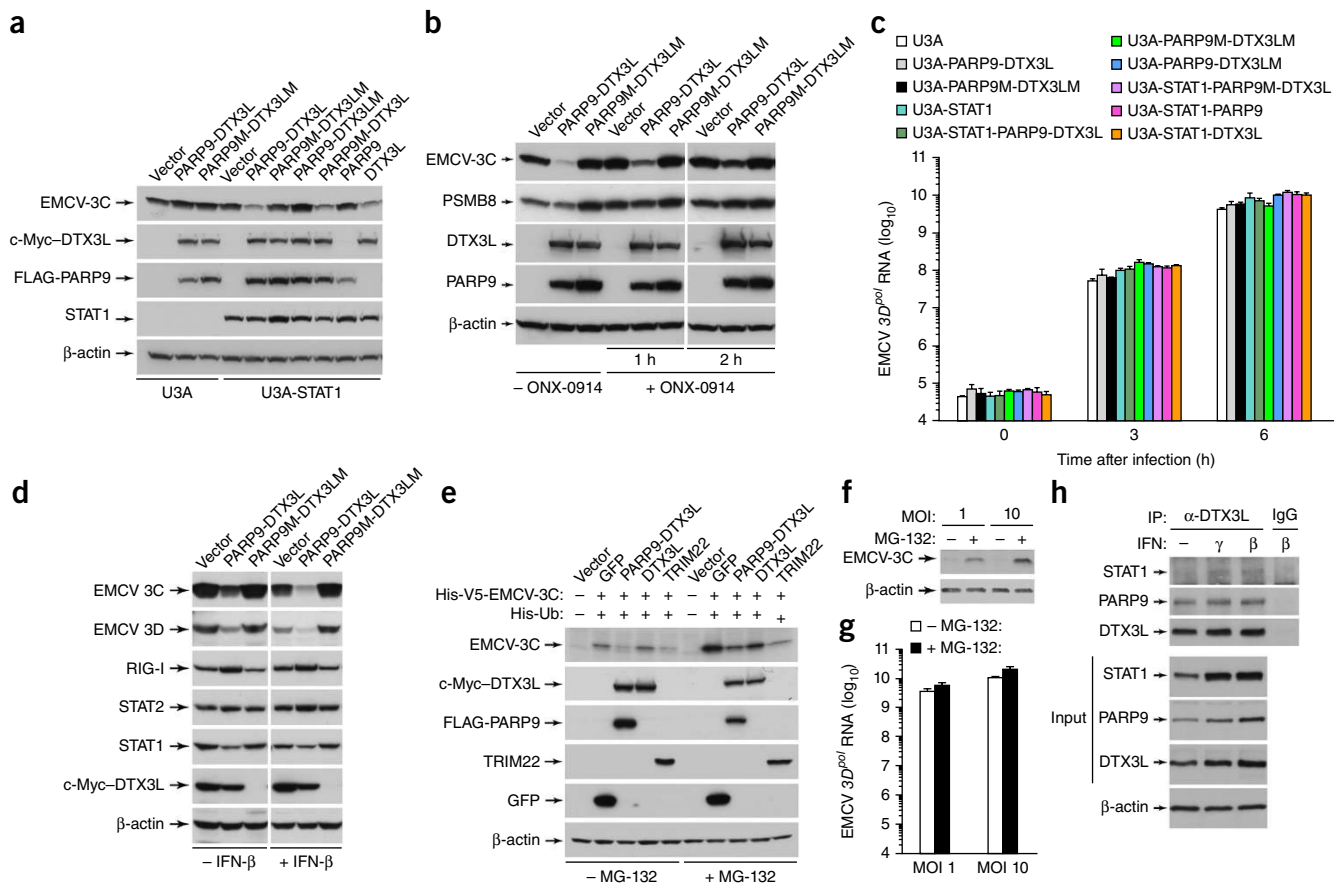 a
Vector
PARP9-DTX3L
PARP9M-DTX3LM
Vector
PARP9-DTX3L
PARP9M-DTX3LM
PARP9-DTX3LM
PARP9M-DTX3L
PARP9
DTX3L
EMCV-3C
c-Myc–DTX3L
FLAG-PARP9
STAT1
β-actin
U3A
U3A-STAT1
b
Vector
PARP9-DTX3L
PARP9M-DTX3LM
Vector
PARP9-DTX3L
PARP9M-DTX3LM
Vector
PARP9-DTX3L
PARP9M-DTX3LM
EMCV-3C
PSMB8
DTX3L
PARP9
β-actin
1 h
2 h
– ONX-0914
+ ONX-0914
c
U3A
U3A-PARP9-DTX3L
U3A-PARP9M-DTX3LM
U3A-STAT1
U3A-STAT1-PARP9-DTX3L
U3A-PARP9M-DTX3LM
U3A-PARP9-DTX3LM
U3A-STAT1-PARP9M-DTX3L
U3A-STAT1-PARP9
U3A-STAT1-DTX3L
EMCV 3Dpol RNA (log10)
11
10
9
8
7
6
5
4
0
3
6
Time after infection (h)
d
Vector
PARP9-DTX3L
PARP9M-DTX3LM
Vector
PARP9-DTX3L
PARP9M-DTX3LM
EMCV 3C
EMCV 3D
RIG-I
STAT2
STAT1
c-Myc–DTX3L
β-actin
– IFN-β
+ IFN-β
e
Vector
GFP
PARP9-DTX3L
DTX3L
TRIM22
Vector
GFP
PARP9-DTX3L
DTX3L
TRIM22
His-V5-EMCV-3C: – + + + + – + + + +
His-Ub: – + + + + – + + + +
EMCV-3C
c-Myc–DTX3L
FLAG-PARP9
TRIM22
GFP
β-actin
– MG-132
+ MG-132
f
MOI: 1 10
MG-132: – + – +
EMCV-3C
β-actin
g
– MG-132:
+ MG-132:
EMCV 3Dpol RNA (log10)
11
10
9
8
7
6
5
4
MOI 1
MOI 10
h
IP: α-DTX3L IgG
IFN: – γ β β
STAT1
PARP9
DTX3L
Input
STAT1
PARP9
DTX3L
β-actin